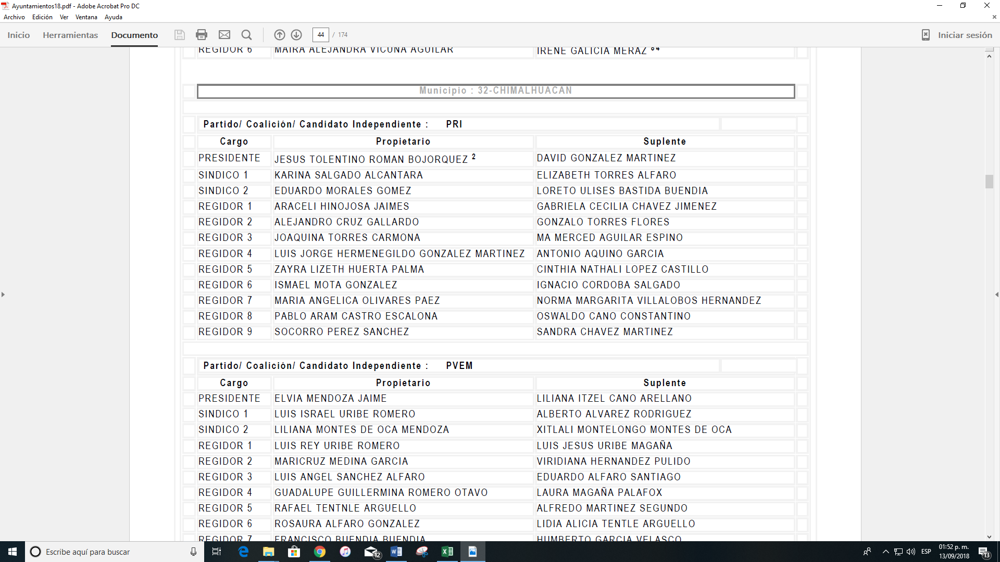 Ayuntamientos18.pdf - Adobe Acrobat Pro DC
Archivo Edición Ver Ventana Ayuda
Inicio Herramientas Documento 44 / 174 Iniciar sesión
REGIDOR 6 MAIRA ALEJANDRA VICUÑA AGUILAR IRENE GALICIA MERAZ
Municipio : 32-CHIMALHUACAN
Partido/ Coalición/ Candidato Independiente : PRI
Cargo Propietario Suplente
PRESIDENTE JESUS TOLENTINO ROMAN BOJORQUEZ 2 DAVID GONZALEZ MARTINEZ
SINDICO 1 KARINA SALGADO ALCANTARA ELIZABETH TORRES ALFARO
SINDICO 2 EDUARDO MORALES GOMEZ LORETO ULISES BASTIDA BUENDIA
REGIDOR 1 ARACELI HINOJOSA JAIMES GABRIELA CECILIA CHAVEZ JIMENEZ
REGIDOR 2 ALEJANDRO CRUZ GALLARDO GONZALO TORRES FLORES
REGIDOR 3 JOAQUINA TORRES CARMONA MA MERCED AGUILAR ESPINO
REGIDOR 4 LUIS JORGE HERMENEGILDO GONZALEZ MARTINEZ ANTONIO AQUINO GARCIA
REGIDOR 5 ZAYRA LIZETH HUERTA PALMA CINTHIA NATHALI LOPEZ CASTILLO
REGIDOR 6 ISMAEL MOTA GONZALEZ IGNACIO CORDOBA SALGADO
REGIDOR 7 MARIA ANGELICA OLIVARES PAEZ NORMA MARGARITA VILLALOBOS HERNANDEZ
REGIDOR 8 PABLO ARAM CASTRO ESCALONA OSWALDO CANO CONSTANTINO
REGIDOR 9 SOCORRO PEREZ SANCHEZ SANDRA CHAVEZ MARTINEZ
Partido/ Coalición/ Candidato Independiente : PVEM
Cargo Propietario Suplente
PRESIDENTE ELVIA MENDOZA JAIME LILIANA ITZEL CANO ARELLANO
SINDICO 1 LUIS ISRAEL URIBE ROMERO ALBERTO ALVAREZ RODRIGUEZ
SINDICO 2 LILIANA MONTES DE OCA MENDOZA XITLALI MONTELONGO MONTES DE OCA
REGIDOR 1 LUIS REY URIBE ROMERO LUIS JESUS URIBE MAGAÑA
REGIDOR 2 MARICRUZ MEDINA GARCIA VIRIDIANA HERNANDEZ PULIDO
REGIDOR 3 LUIS ANGEL SANCHEZ ALFARO EDUARDO ALFARO SANTIAGO
REGIDOR 4 GUADALUPE GUILLERMINA ROMERO OTAVO LAURA MAGAÑA PALAFOX
REGIDOR 5 RAFAEL TENTNLE ARGUELLO ALFREDO MARTINEZ SEGUNDO
REGIDOR 6 ROSAURA ALFARO GONZALEZ LIDIA ALICIA TENTLE ARGUELLO
REGIDOR 7 FRANCISCO BUENDIA BUENDIA HUMBERTO GARCIA VELASCO
Escribe aquí para buscar 12 ESP 01:52 p. m.
13/09/2018 13